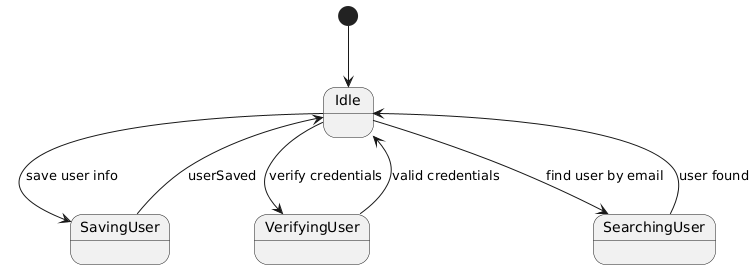 Idle
save user info
userSaved
verify credentials
valid credentials
find user by email
user found
SavingUser
VerifyingUser
SearchingUser